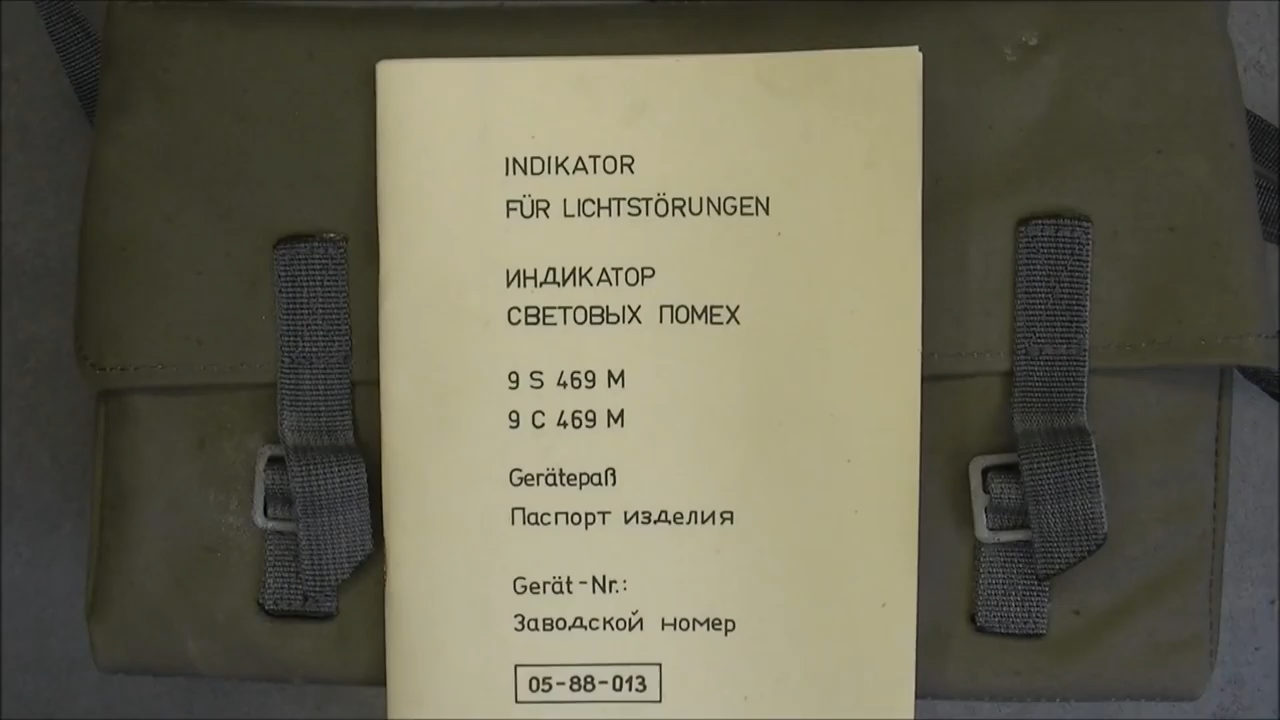 INDIKATOR
FÜR LICHTSTÖRUNGEN
ИНДИКАТОР
СВЕТОВЫХ ПОМЕХ
9 S 469 M
9 С 469 М
Gerätepaß
Паспорт изделия
Gerät-Nr.:
Заводской номер
05-88-013